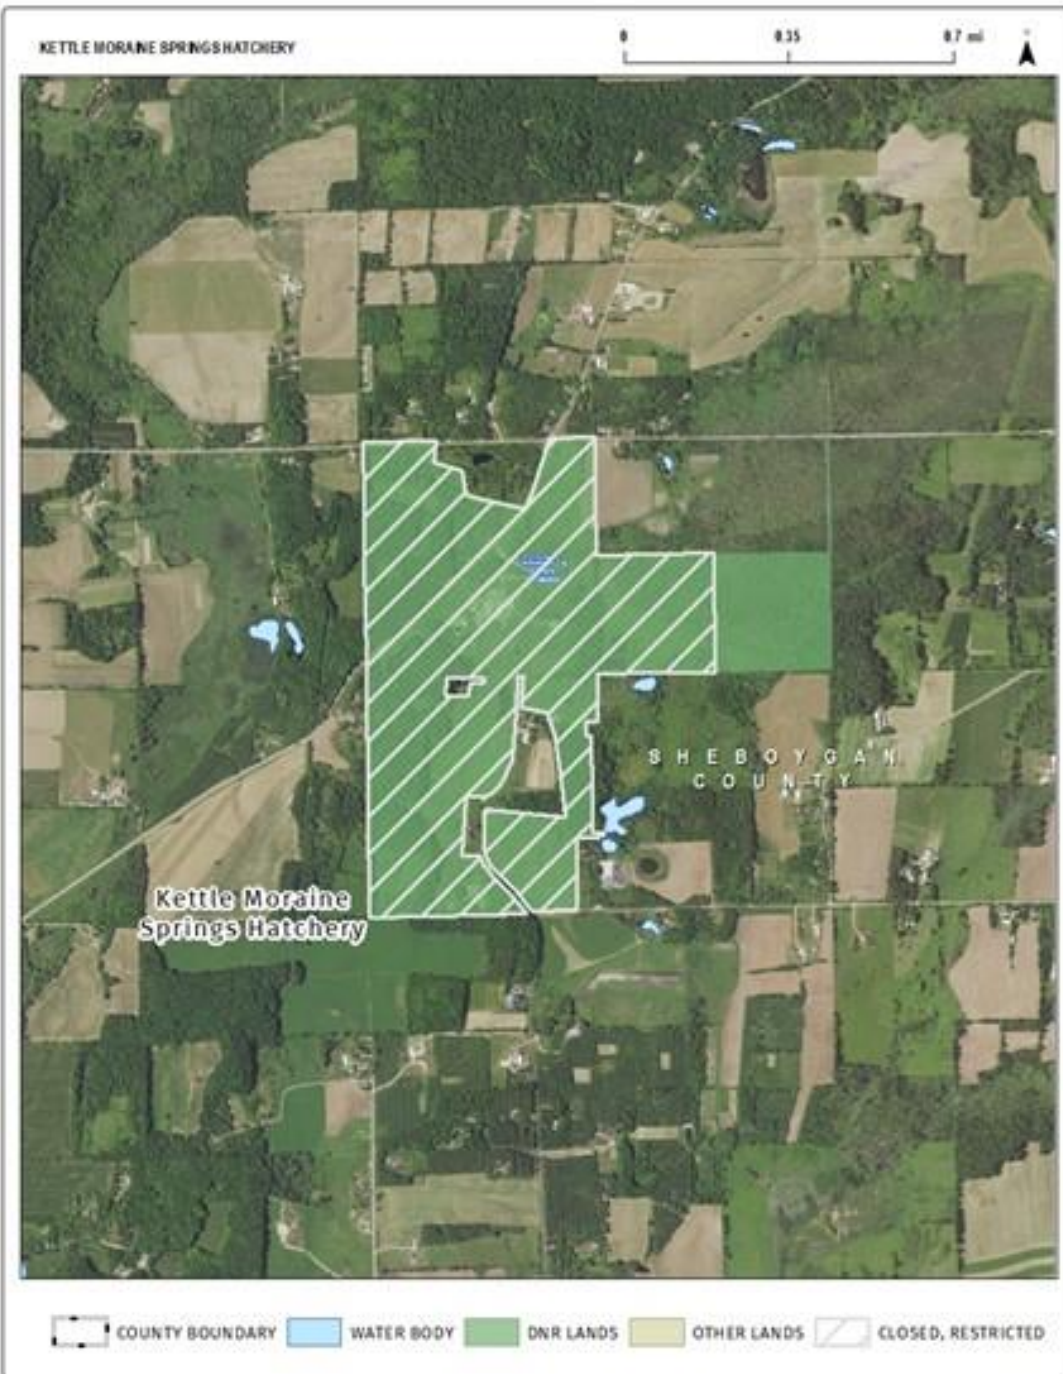 KETTLE MORAINE SPRINGS HATCHERY
0 0.35 0.7 mi
SHEBOYGAN
COUNTY
Kettle Moraine
Springs Hatchery
COUNTY BOUNDARY WATER BODY DNR LANDS OTHER LANDS CLOSED, RESTRICTED